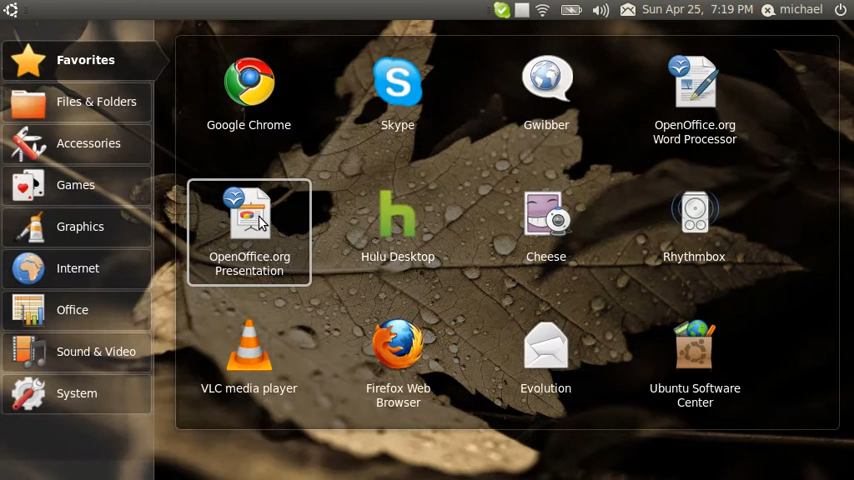 Sun Apr 25, 7:19 PM
michael
Favorites
Files & Folders
Accessories
Games
Graphics
Internet
Office
Sound & Video
System
Google Chrome
Skype
Gwibber
OpenOffice.org
Word Processor
OpenOffice.org
Presentation
Hulu Desktop
Cheese
Rhythmbox
VLC media player
Firefox Web
Browser
Evolution
Ubuntu Software
Center